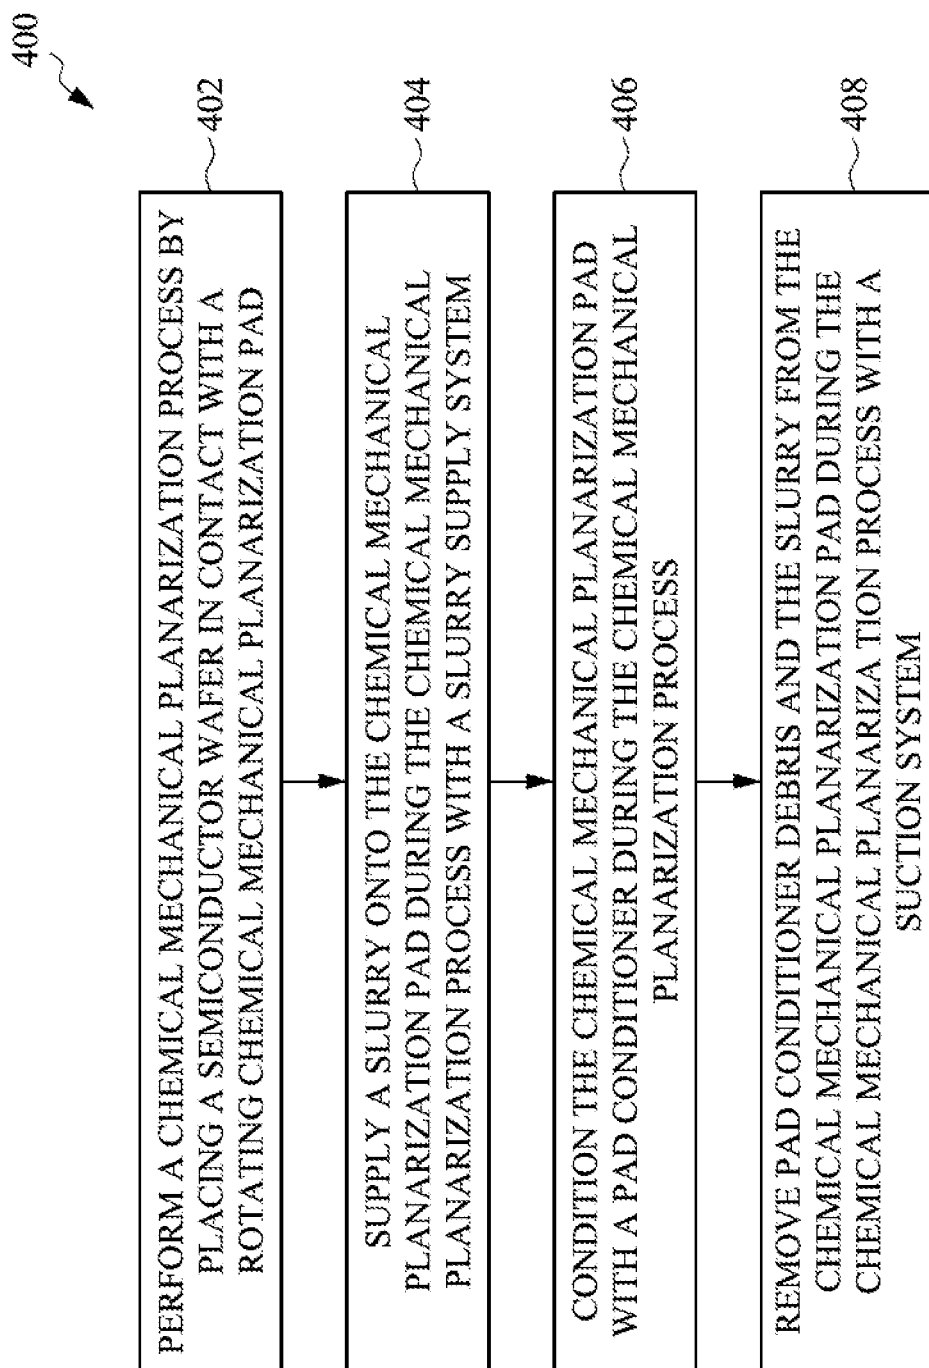 400
PERFORM A CHEMICAL MECHANICAL PLANARIZATION PROCESS BY
PLACING A SEMICONDUCTOR WAFER IN CONTACT WITH A
ROTATING CHEMICAL MECHANICAL PLANARIZATION PAD
402
SUPPLY A SLURRY ONTO THE CHEMICAL MECHANICAL
PLANARIZATION PAD DURING THE CHEMICAL MECHANICAL
PLANARIZATION PROCESS WITH A SLURRY SUPPLY SYSTEM
404
CONDITION THE CHEMICAL MECHANICAL PLANARIZATION PAD
WITH A PAD CONDITIONER DURING THE CHEMICAL MECHANICAL
PLANARIZATION PROCESS
406
REMOVE PAD CONDITIONER DEBRIS AND THE SLURRY FROM THE
CHEMICAL MECHANICAL PLANARIZATION PAD DURING THE
CHEMICAL MECHANICAL PLANARIZA TION PROCESS WITH A
SUCTION SYSTEM
408